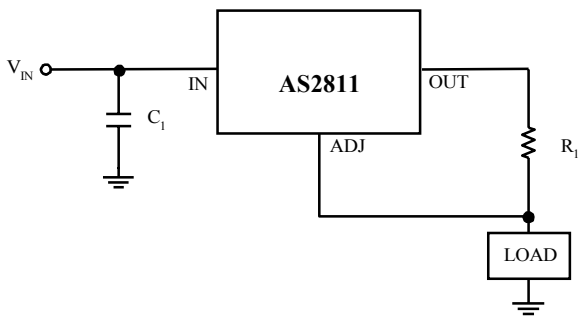 V_IN
IN
AS2811
OUT
C_1
ADJ
R_1
LOAD